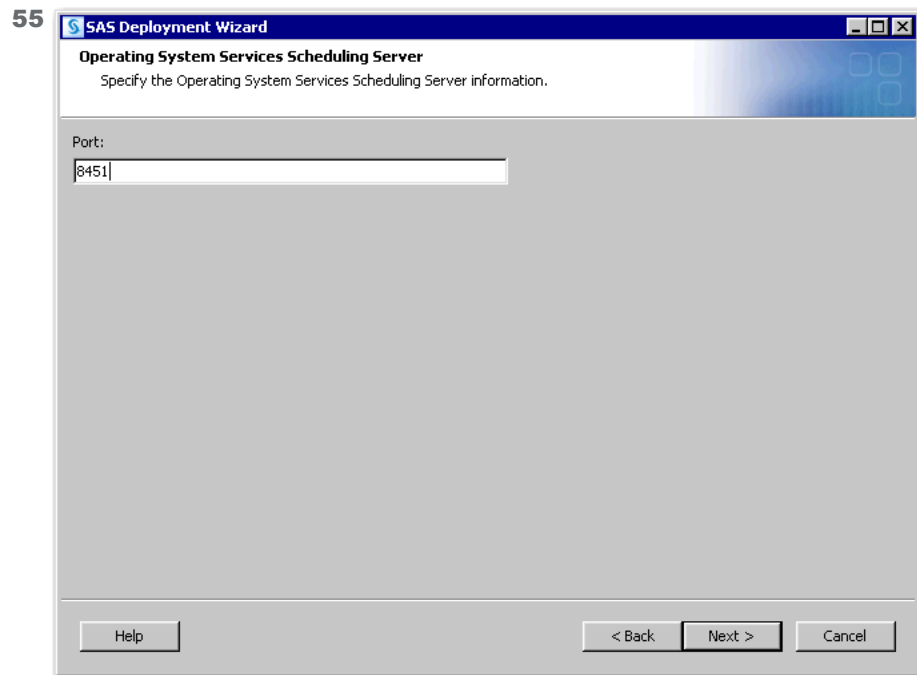 55
SAS Deployment Wizard
Operating System Services Scheduling Server
Specify the Operating System Services Scheduling Server information.
Port:
8451
Help
< Back
Next >
Cancel